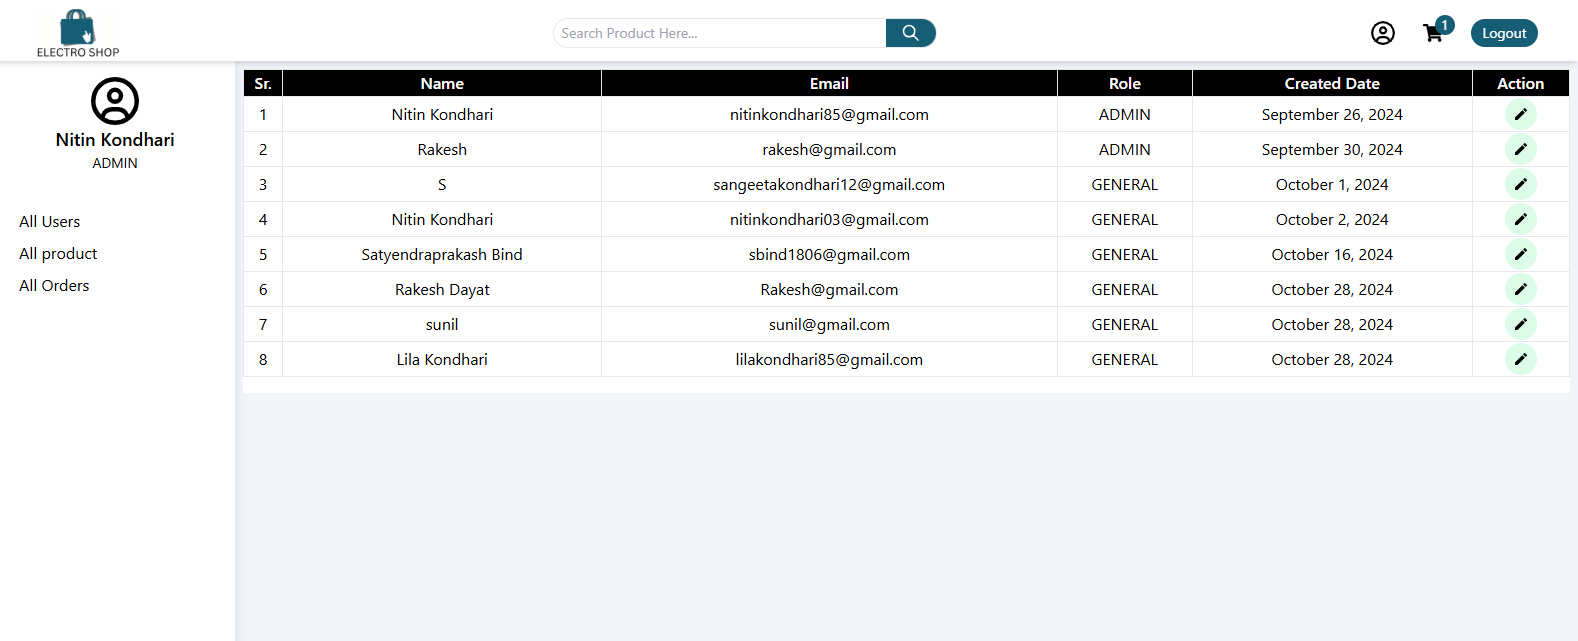 ELECTRO SHOP
Search Product Here...
1
Logout
Nitin Kondhari
ADMIN
All Users
All product
All Orders
Sr. Name Email Role Created Date Action
1 Nitin Kondhari nitinkondhari85@gmail.com ADMIN September 26, 2024
2 Rakesh rakesh@gmail.com ADMIN September 30, 2024
3 S sangeetakondhari12@gmail.com GENERAL October 1, 2024
4 Nitin Kondhari nitinkondhari03@gmail.com GENERAL October 2, 2024
5 Satyendraprakash Bind sbind1806@gmail.com GENERAL October 16, 2024
6 Rakesh Dayat Rakesh@gmail.com GENERAL October 28, 2024
7 sunil sunil@gmail.com GENERAL October 28, 2024
8 Lila Kondhari lilakondhari85@gmail.com GENERAL October 28, 2024